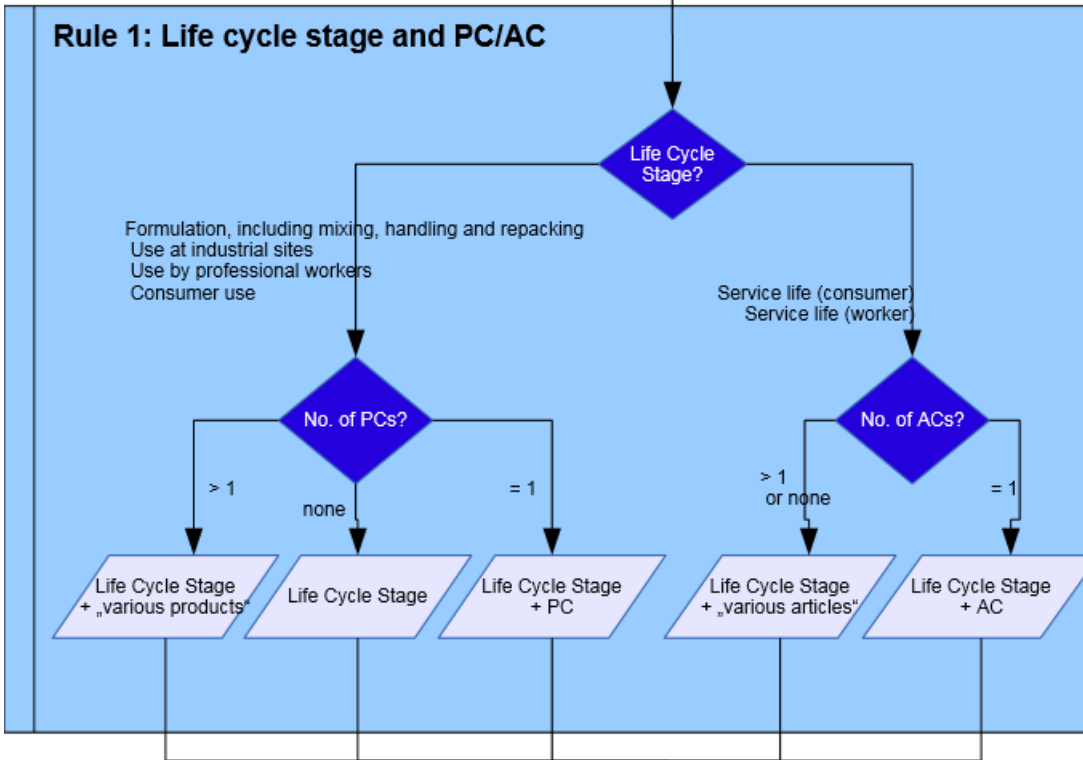 Rule 1: Life cycle stage and PC/AC
Life Cycle
Stage?
Formulation, including mixing, handling and repacking
Use at industrial sites
Use by professional workers
Consumer use
Service life (consumer)
Service life (worker)
No. of PCs?
No. of ACs?
> 1
none
= 1
> 1
or none
= 1
Life Cycle Stage
+ „various products“
Life Cycle Stage
Life Cycle Stage
+ PC
Life Cycle Stage
+ „various articles“
Life Cycle Stage
+ AC